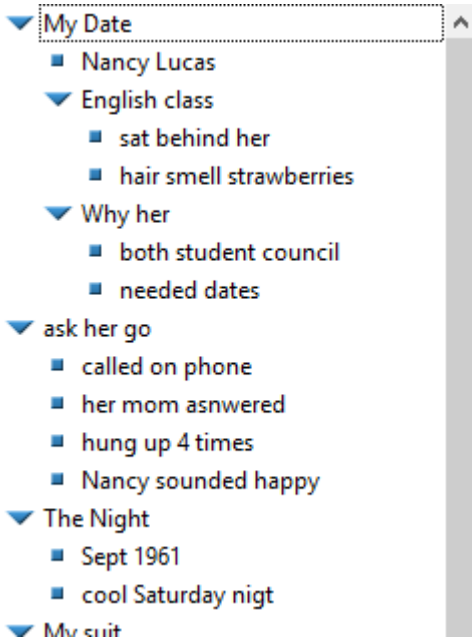 My Date
Nancy Lucas
English class
sat behind her
hair smell strawberries
Why her
both student council
needed dates
ask her go
called on phone
her mom asnwered
hung up 4 times
Nancy sounded happy
The Night
Sept 1961
cool Saturday nigt
My suit